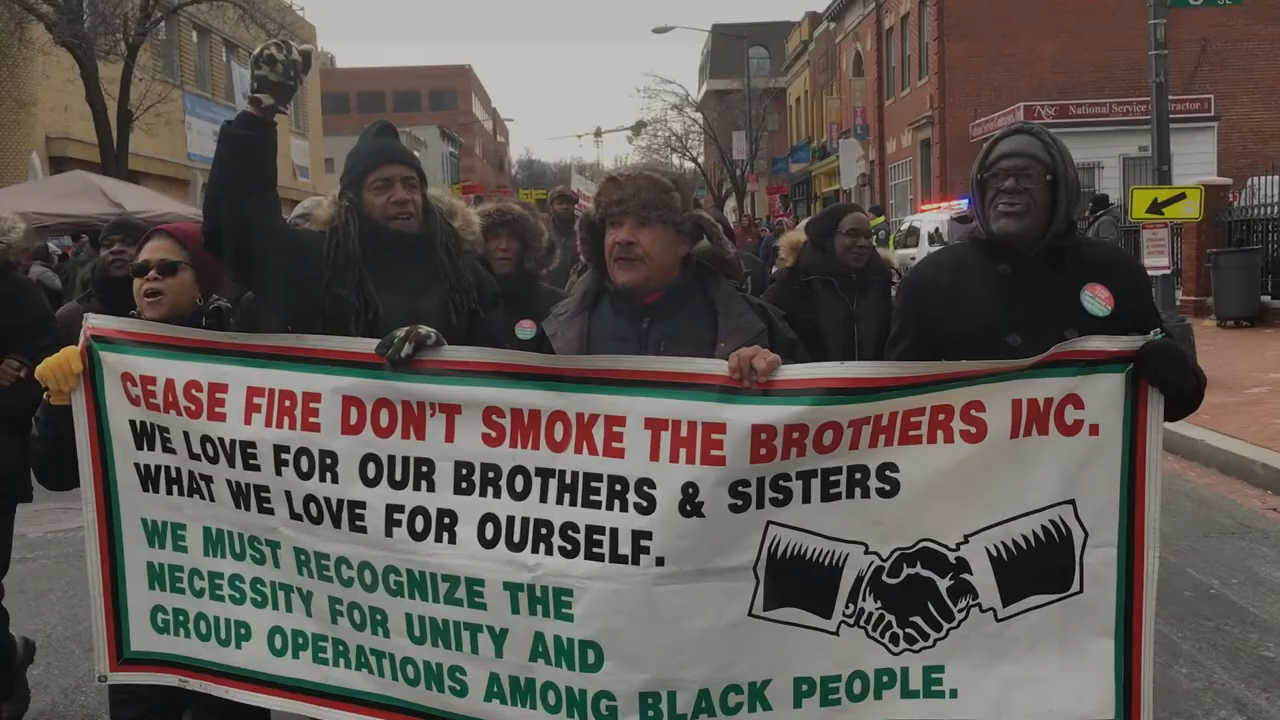 SE
NSC National Service Contractor
CEASE FIRE DON'T SMOKE THE BROTHERS INC.
WE LOVE FOR OUR BROTHERS & SISTERS
WHAT WE LOVE FOR OURSELF.
WE MUST RECOGNIZE THE
NECESSITY FOR UNITY AND
GROUP OPERATIONS AMONG BLACK PEOPLE.